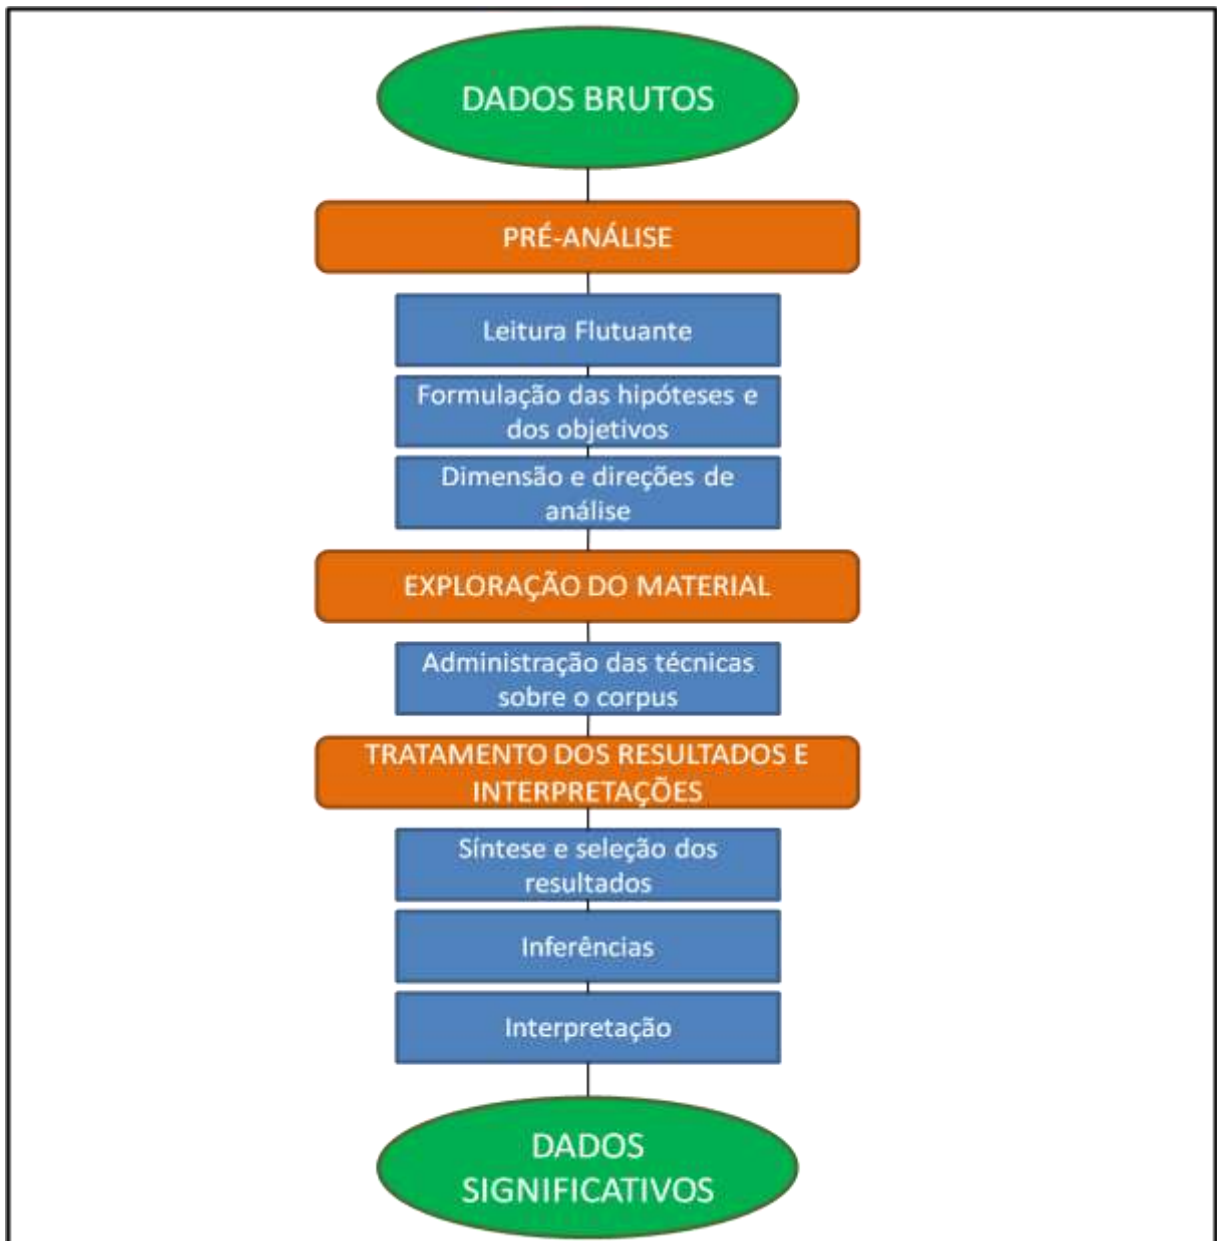 DADOS BRUTOS
PRÉ-ANÁLISE
Leitura Flutuante
Formulação das hipóteses e
dos objetivos
Dimensão e direções de
análise
EXPLORAÇÃO DO MATERIAL
Administração das técnicas
sobre o corpus
TRATAMENTO DOS RESULTADOS E
INTERPRETAÇÕES
Síntese e seleção dos
resultados
Inferências
Interpretação
DADOS
SIGNIFICATIVOS